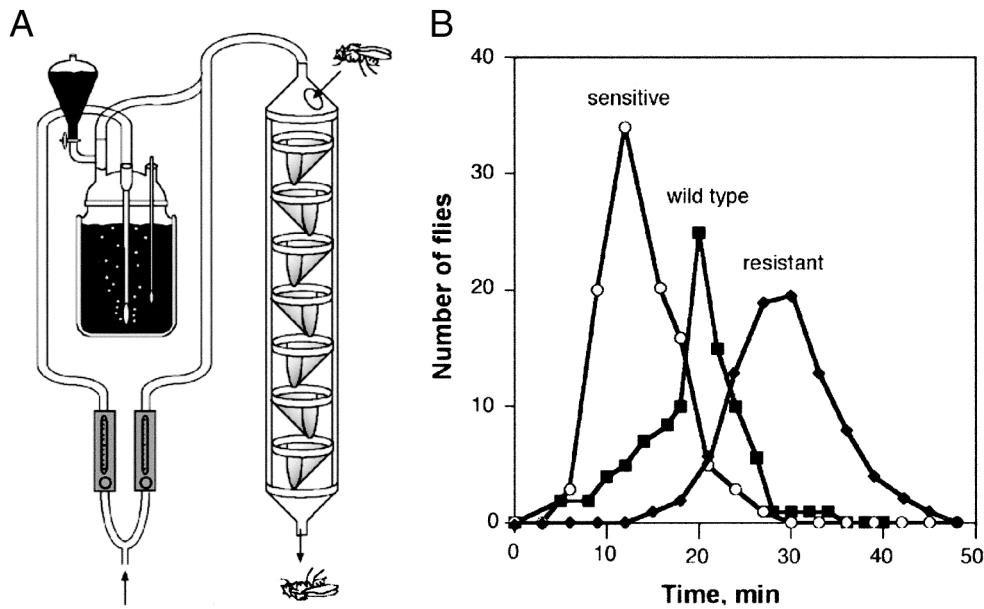 A
B
40
30
20
10
0
Number of flies
sensitive
wild type
resistant
0
10
20
30
40
50
Time, min